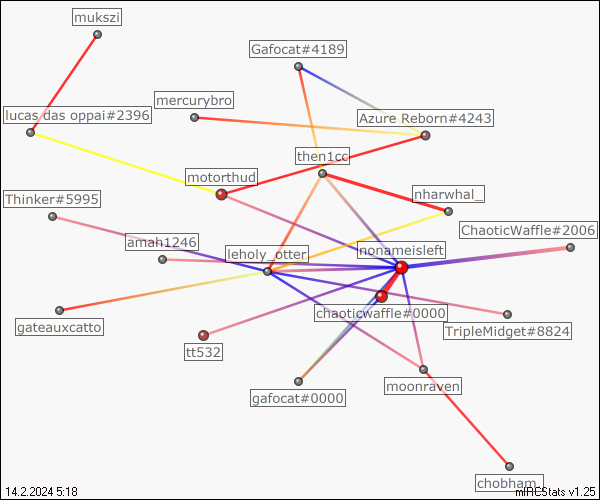 mukszi
Gafocat#4189
mercurybro
lucas das oppai#2396
Azure Reborn#4243
then1cc
motorthud
nharwhal_
Thinker#5995
ChaoticWaffle#2006
amah1246
leholy_otter
nonameisleft
chaoticwaffle#0000
gateauxcatto
TripleMidget#8824
tt532
moonraven
gafocat#0000
chobham_
14.2.2024 5:18
mIRCStats v1.25